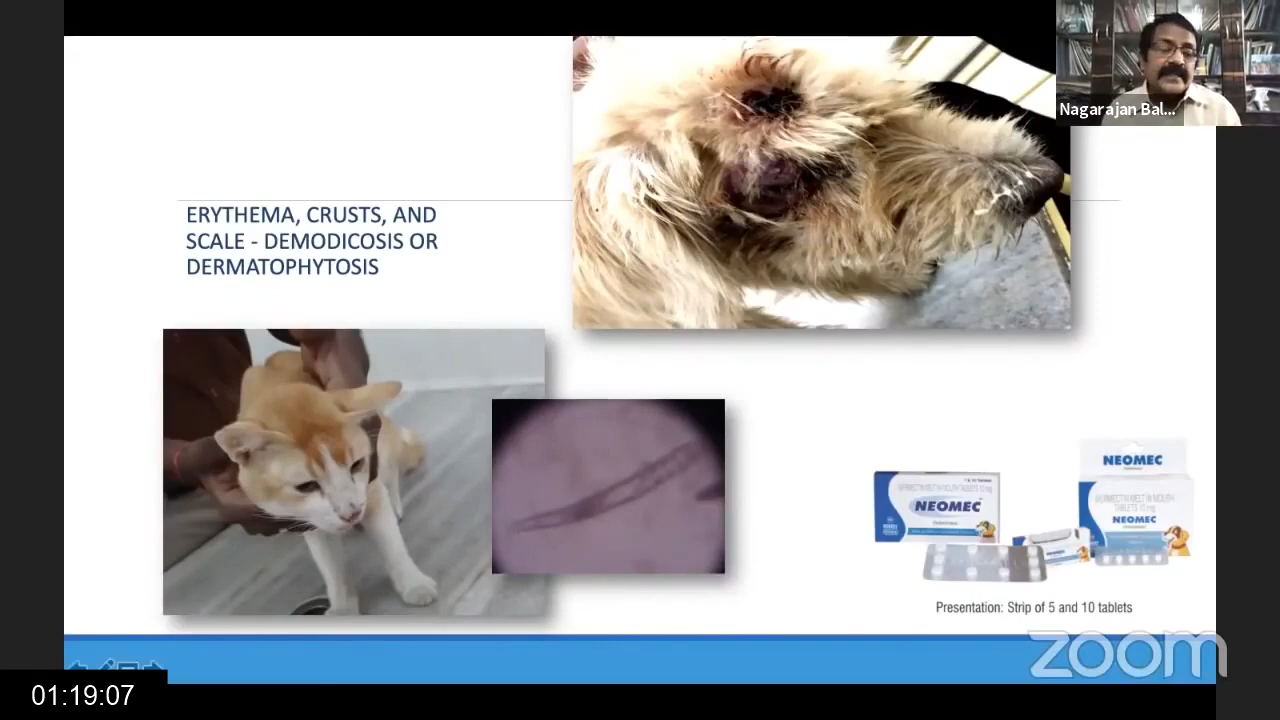 Nagarajan Bal...
ERYTHEMA, CRUSTS, AND
SCALE - DEMODICOSIS OR
DERMATOPHYTOSIS
NEOMEC
NEOMEC
NEOMEC
NEOMEC
Presentation: Strip of 5 and 10 tablets
zoom
01:19:07